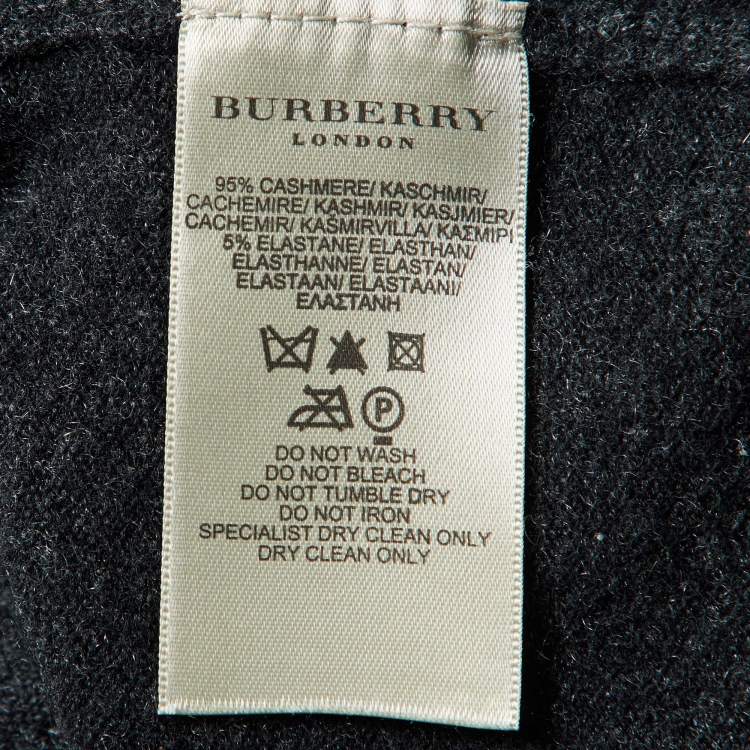 BURBERRY
LONDON
95% CASHMERE/ KASCHMIR/
CACHEMIRE/ KASHMIR/ KASJMIER/
CACHEMIR/ KAŠMIRVILLA/ ΚΑΣΜΙΡΙ
5% ELASTANE/ ELASTHAN/
ELASTHANNE/ ELASTAN/
ELASTAAN/ ELASTAANI/
ΕΛΑΣΤΑΝΗ
P
DO NOT WASH
DO NOT BLEACH
DO NOT TUMBLE DRY
DO NOT IRON
SPECIALIST DRY CLEAN ONLY
DRY CLEAN ONLY